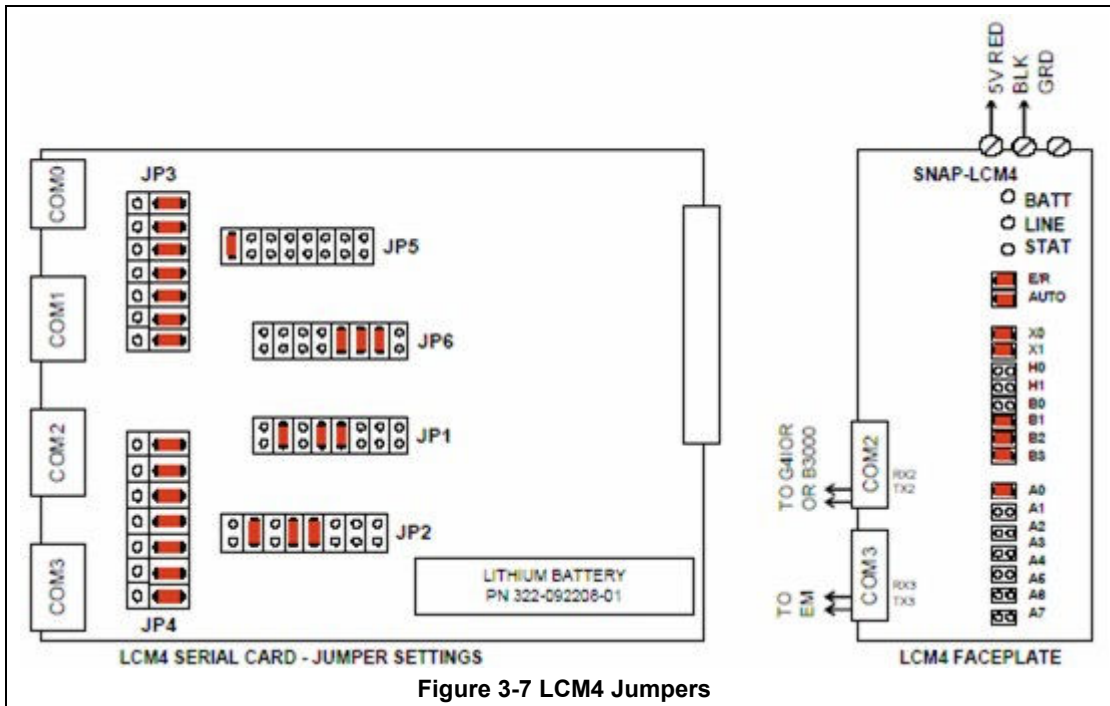 COM0
COM1
COM2
COM3
JP3
JP5
JP6
JP1
JP2
JP4
LITHIUM BATTERY
PN 322-092208-01
LCM4 SERIAL CARD - JUMPER SETTINGS
5V RED
BLK
GRD
SNAP-LCM4
BATT
LINE
STAT
E/R
AUTO
X0
X1
H0
H1
B0
B1
B2
B3
A0
A1
A2
A3
A4
A5
A6
A7
TO G4IOR
OR B3000
COM2
RX2
TX2
TO
EM
COM3
RX3
TX3
LCM4 FACEPLATE
Figure 3-7 LCM4 Jumpers